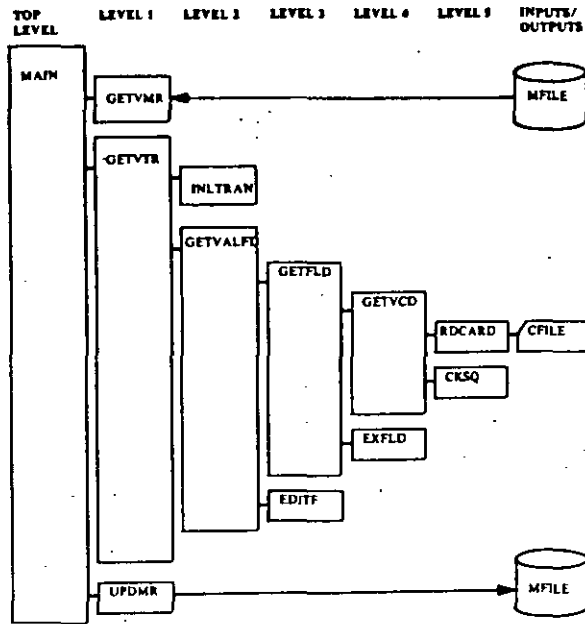 TOP LEVEL
LEVEL 1
LEVEL 2
LEVEL 3
LEVEL 4
LEVEL 5
INPUTS/ OUTPUTS
MAIN
GETVMR
MFILE
GETVTR
INLTRAN
GETVALFD
GETFLD
GETVCD
RDCARD
CFILE
CKSQ
EXFLD
EDITF
UPDMR
MFILE